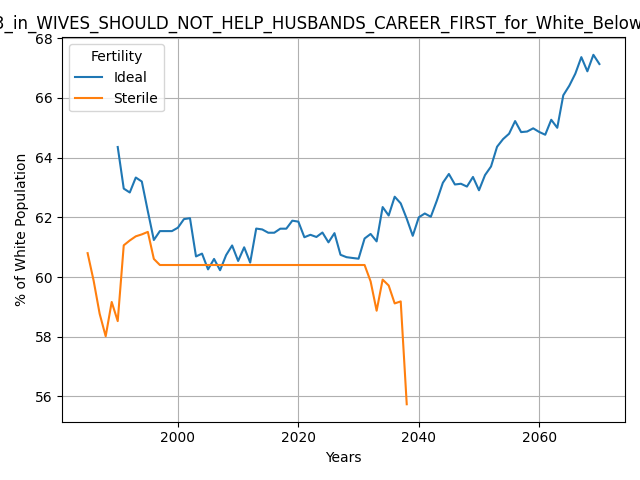 3_in_WIVES_SHOULD_NOT_HELP_HUSBANDS_CAREER_FIRST_for_White_Below
Fertility
Ideal
Sterile
% of White Population
68
66
64
62
60
58
56
2000 2020 2040 2060
Years